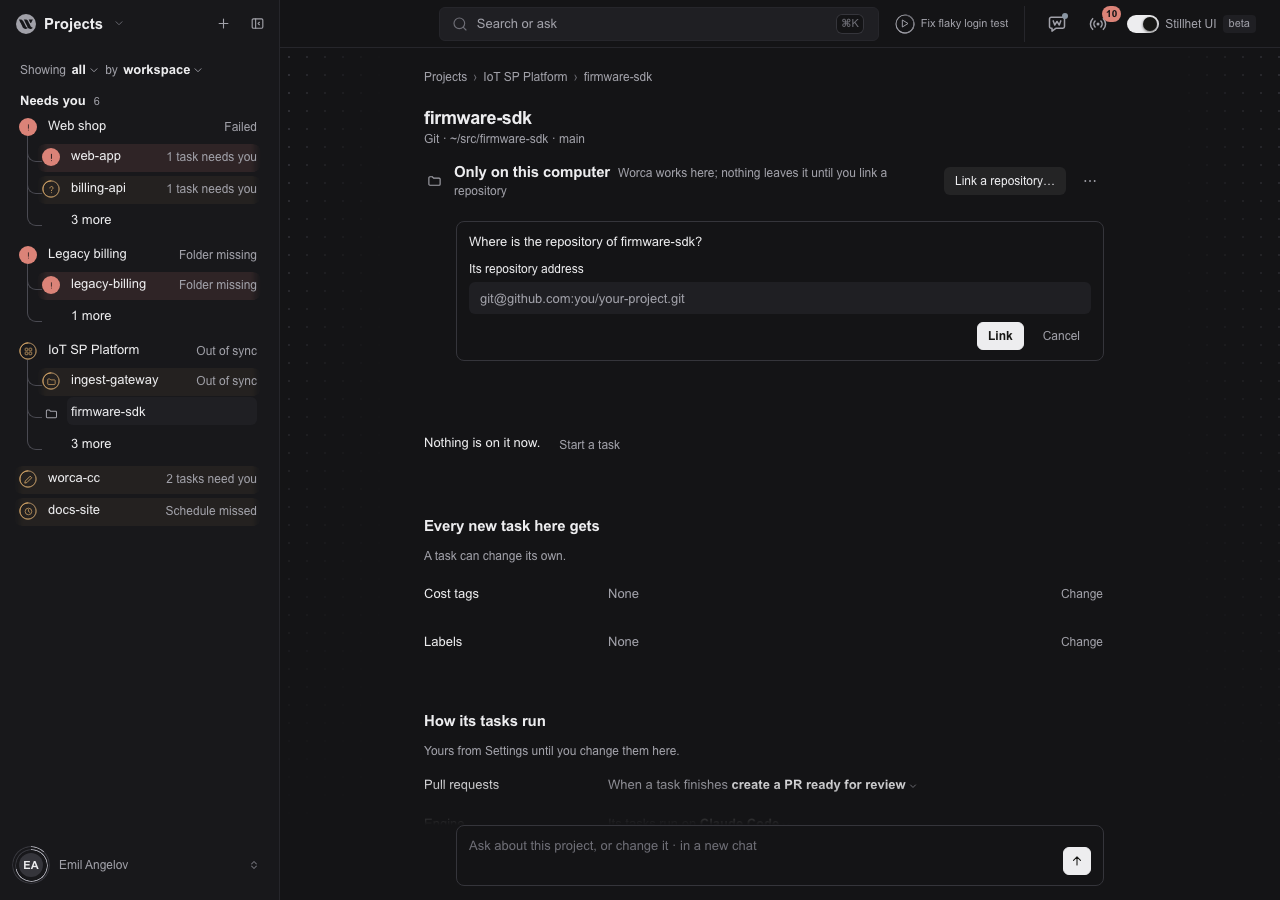 Projects
Showing all by workspace
Needs you 6
Web shop Failed
web-app 1 task needs you
billing-api 1 task needs you
3 more
Legacy billing Folder missing
legacy-billing Folder missing
1 more
IoT SP Platform Out of sync
ingest-gateway Out of sync
firmware-sdk
3 more
worca-cc 2 tasks need you
docs-site Schedule missed
EA Emil Angelov
Search or ask ⌘K
Fix flaky login test
10
Stillhet UI beta
Projects › IoT SP Platform › firmware-sdk
firmware-sdk
Git · ~/src/firmware-sdk · main
Only on this computer Worca works here; nothing leaves it until you link a
repository
Link a repository…
Where is the repository of firmware-sdk?
Its repository address
git@github.com:you/your-project.git
Link Cancel
Nothing is on it now. Start a task
Every new task here gets
A task can change its own.
Cost tags None Change
Labels None Change
How its tasks run
Yours from Settings until you change them here.
Pull requests When a task finishes create a PR ready for review
Engine Its tasks run on Claude Code
Ask about this project, or change it · in a new chat